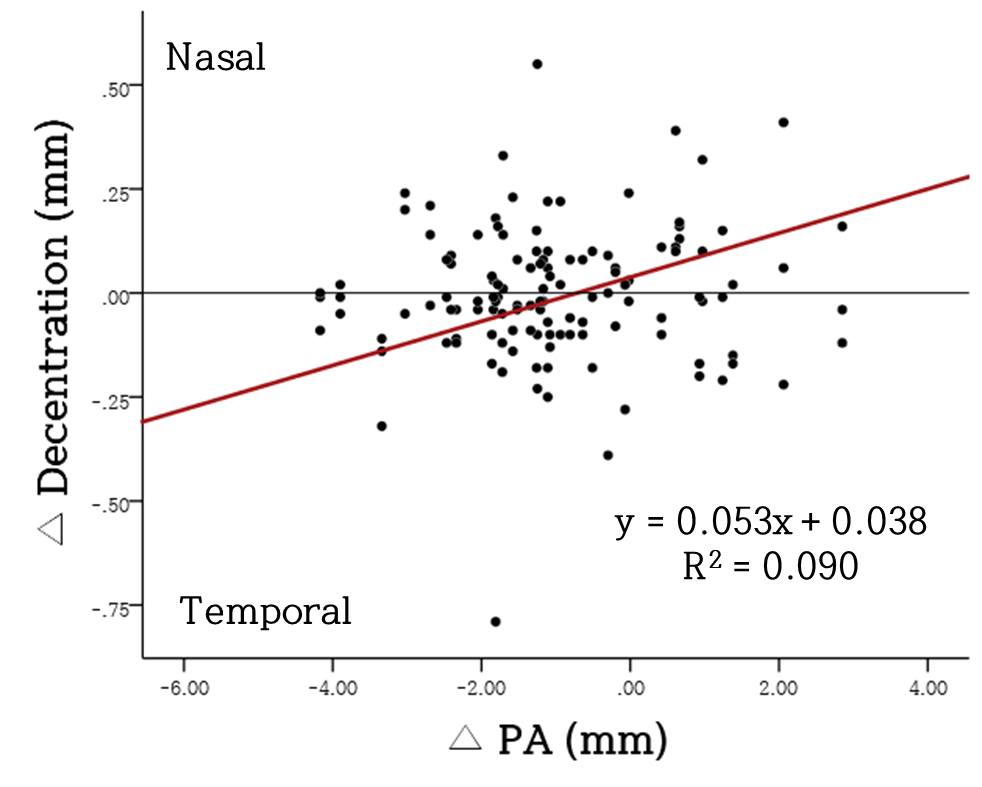 Nasal
.50
.25
.00
-.25
-.50
-.75
△ Decentration (mm)
y = 0.053x + 0.038
R² = 0.090
Temporal
-6.00 -4.00 -2.00 .00 2.00 4.00
△ PA (mm)